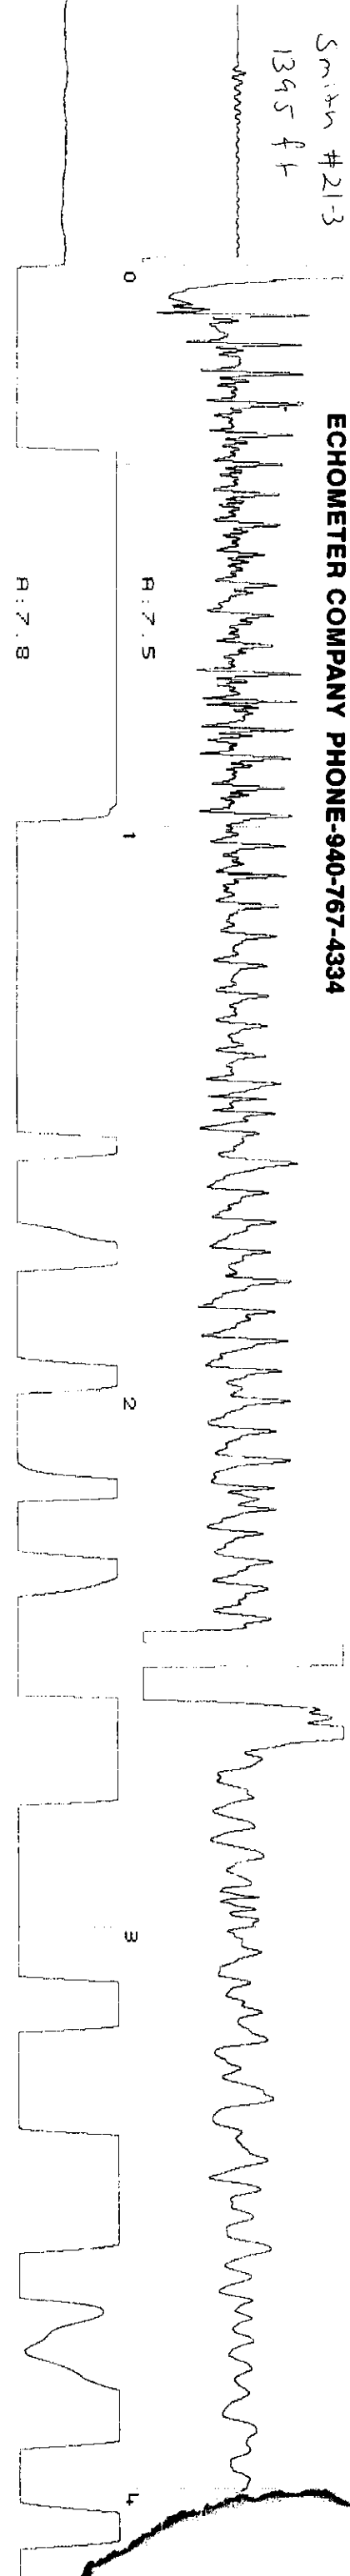 Smith #21-3
1395 ft
ECHOMETER COMPANY PHONE-940-767-4334
0
A:7.5
A:7.8
1
2
3
4